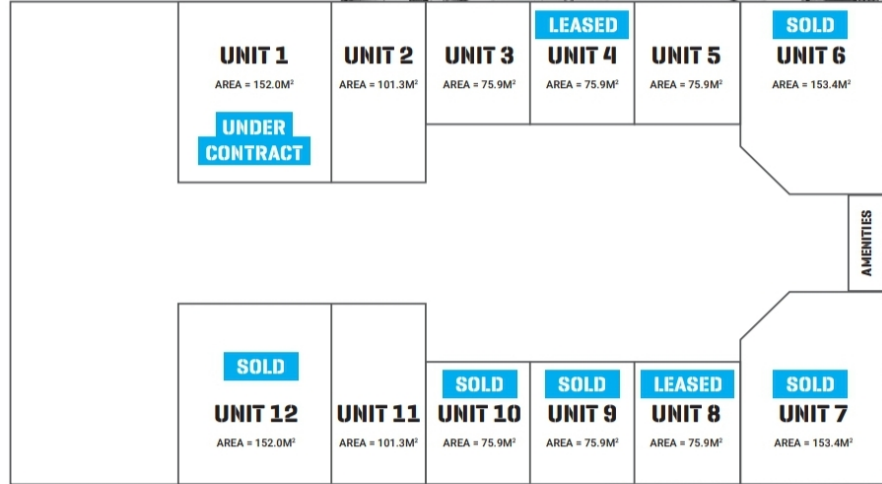 UNIT 1
AREA = 152.0M²
UNDER
CONTRACT
UNIT 2
AREA = 101.3M²
UNIT 3
AREA = 75.9M²
LEASED
UNIT 4
AREA = 75.9M²
UNIT 5
AREA = 75.9M²
SOLD
UNIT 6
AREA = 153.4M²
AMENITIES
SOLD
UNIT 12
AREA = 152.0M²
UNIT 11
AREA = 101.3M²
SOLD
UNIT 10
AREA = 75.9M²
SOLD
UNIT 9
AREA = 75.9M²
LEASED
UNIT 8
AREA = 75.9M²
SOLD
UNIT 7
AREA = 153.4M²